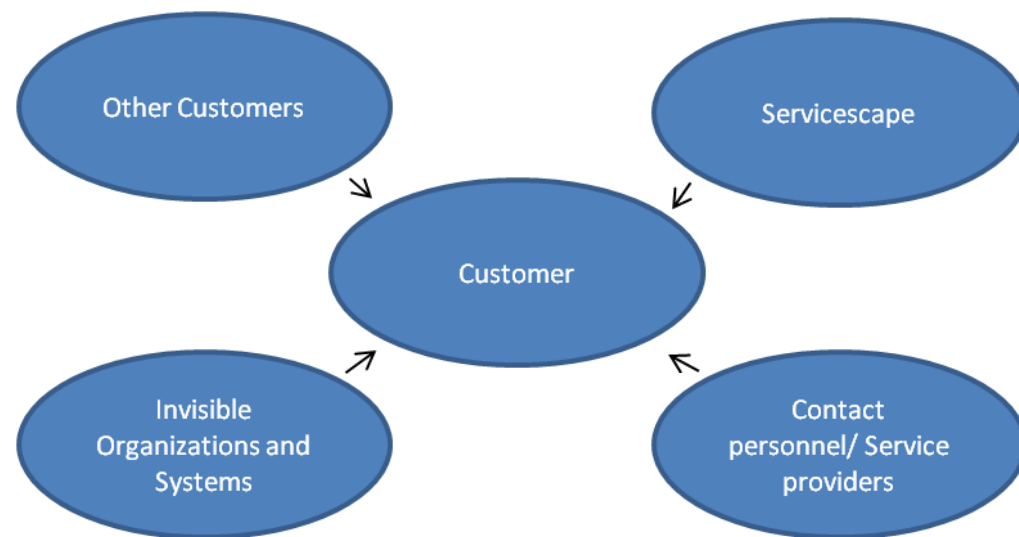 Other Customers
Servicescape
Customer
Invisible
Organizations and
Systems
Contact
personnel/ Service
providers